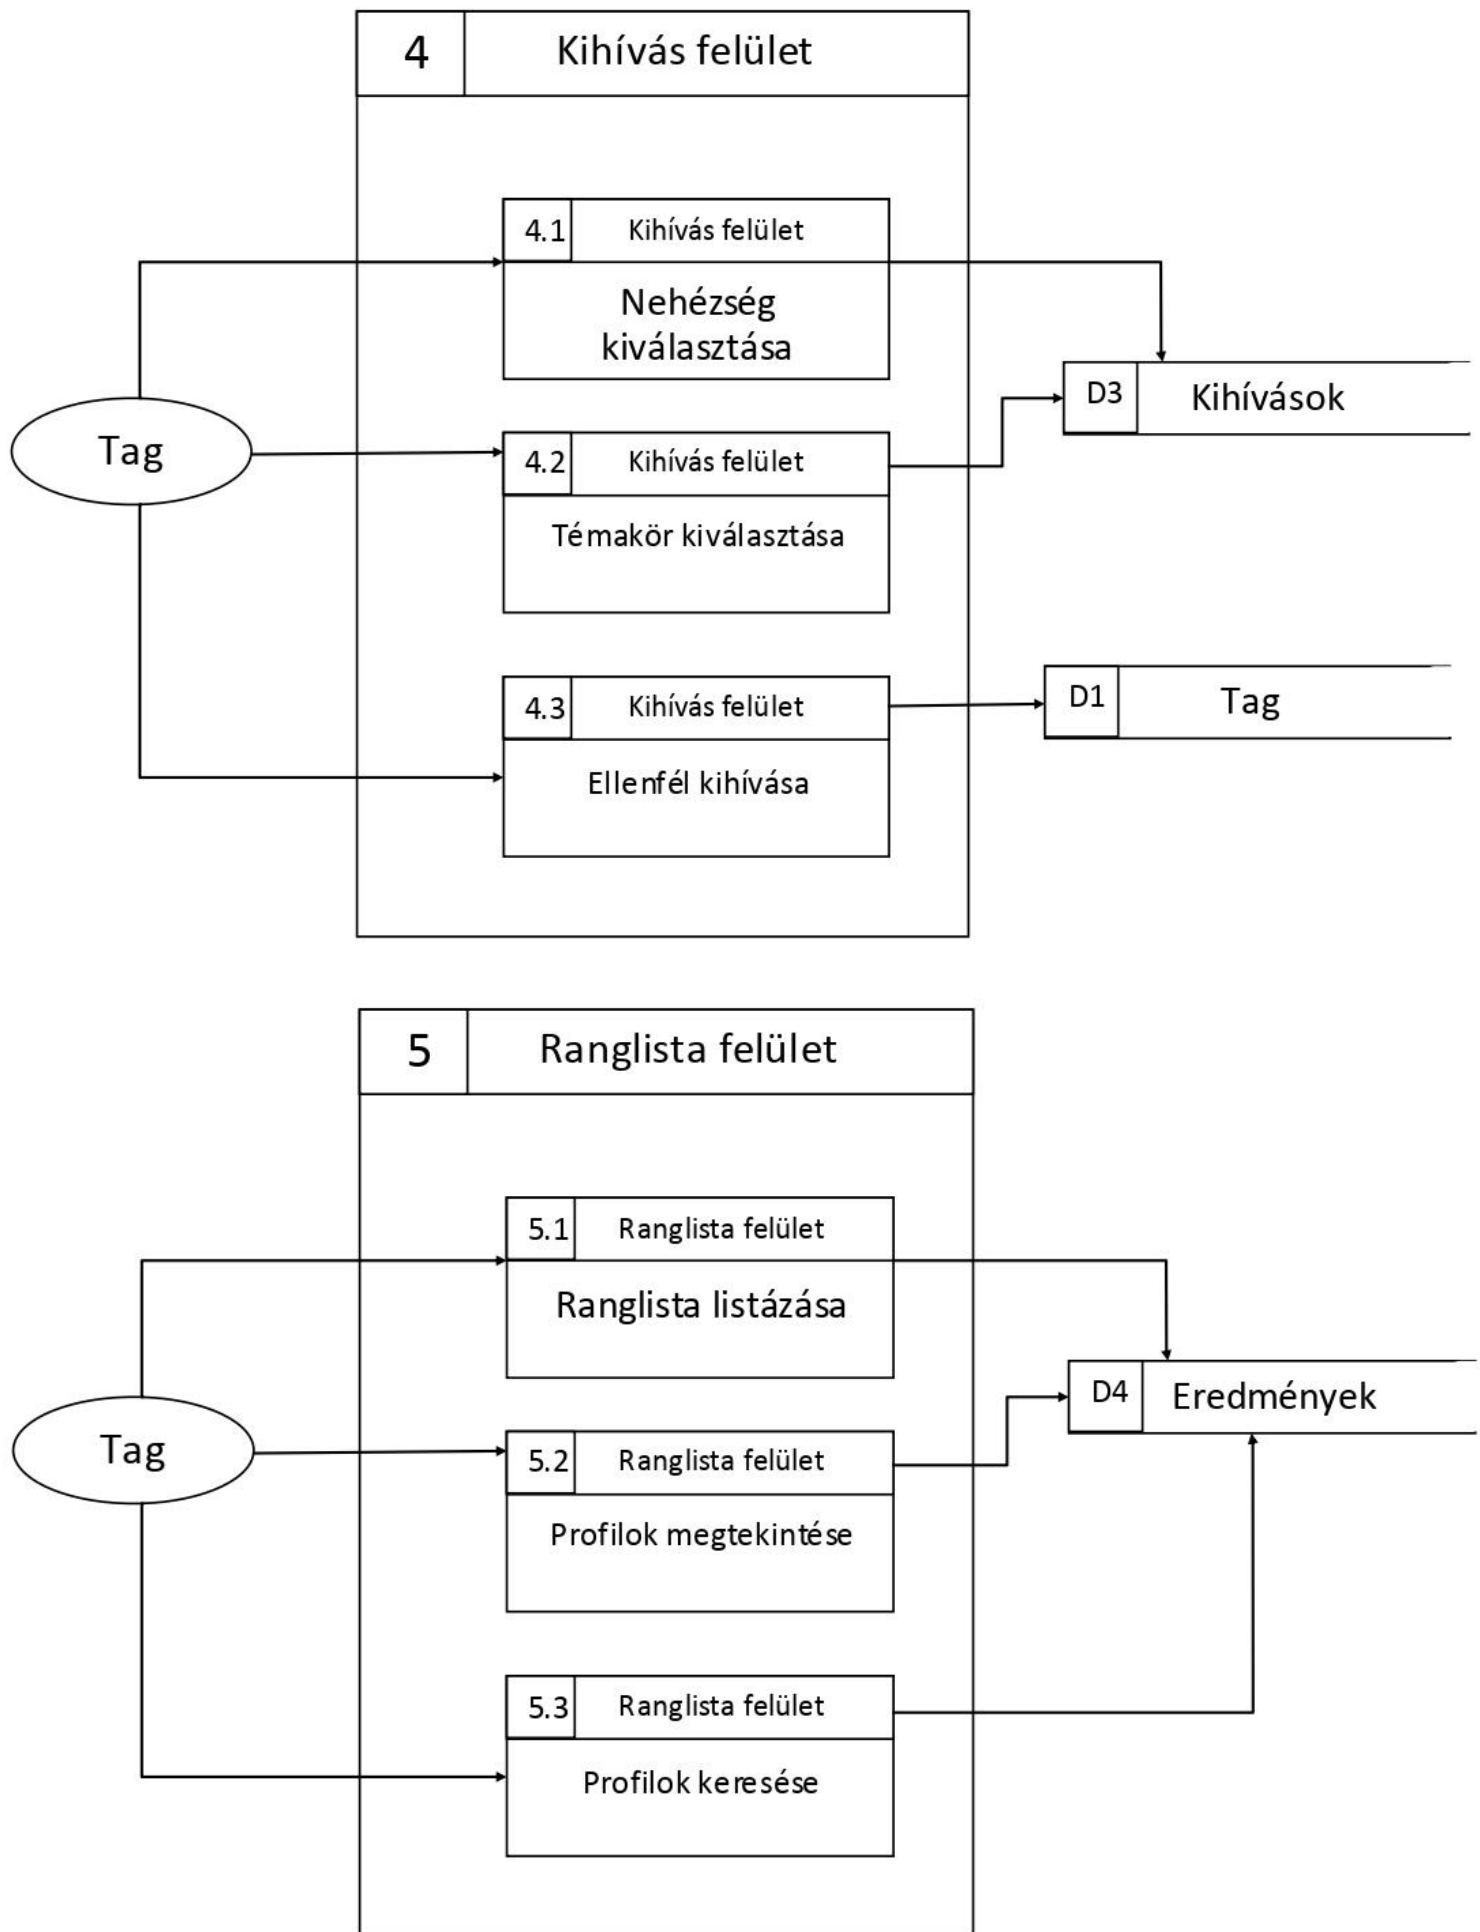 4 Kihívás felület
4.1 Kihívás felület
Nehézség
kiválasztása
D3 Kihívások
Tag
4.2 Kihívás felület
Témakör kiválasztása
4.3 Kihívás felület
D1 Tag
Ellenfél kihívása
5 Ranglista felület
5.1 Ranglista felület
Ranglista listázása
D4 Eredmények
Tag
5.2 Ranglista felület
Profilok megtekintése
5.3 Ranglista felület
Profilok keresése